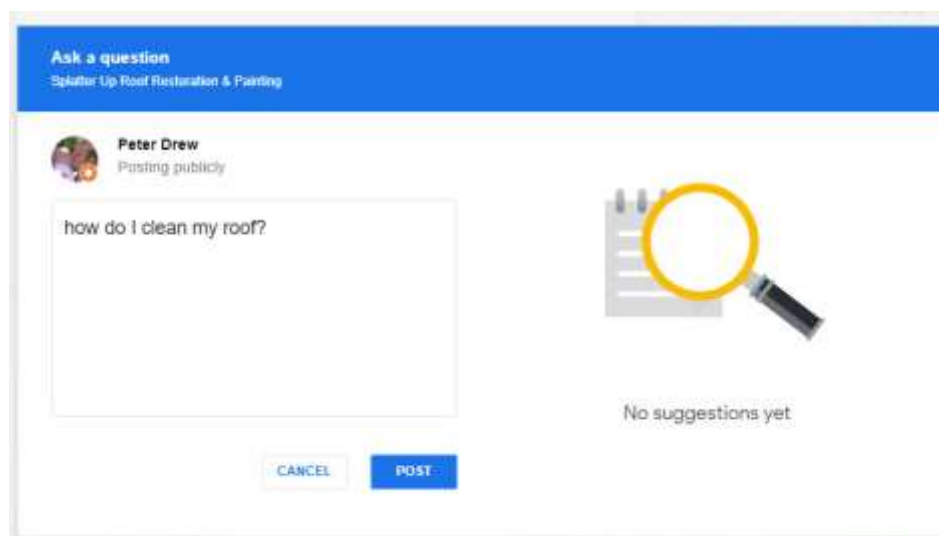 Ask a question
Splatter Up Roof Restoration & Painting
Peter Drew
Posting publicly
how do I clean my roof?
No suggestions yet
CANCEL
POST